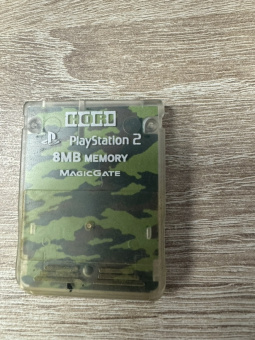 HORI
PlayStation 2
8MB MEMORY
MAGICGATE